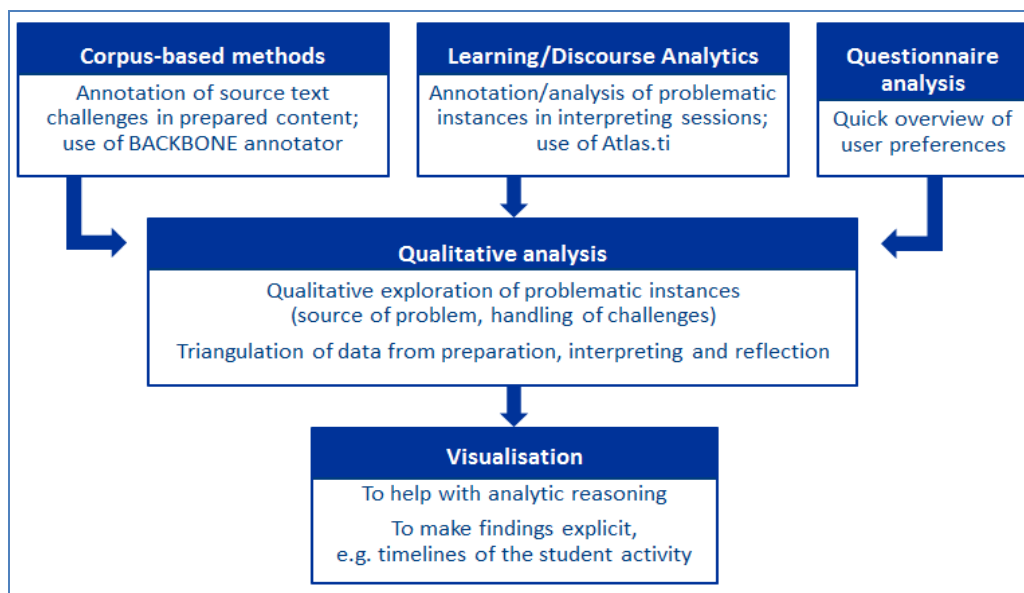 Corpus-based methods
Annotation of source text
challenges in prepared content;
use of BACKBONE annotator
Learning/Discourse Analytics
Annotation/analysis of problematic
instances in interpreting sessions;
use of Atlas.ti
Questionnaire
analysis
Quick overview of
user preferences
Qualitative analysis
Qualitative exploration of problematic instances
(source of problem, handling of challenges)
Triangulation of data from preparation, interpreting and reflection
Visualisation
To help with analytic reasoning
To make findings explicit,
e.g. timelines of the student activity